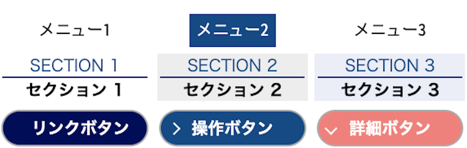 メニュー1 メニュー2 メニュー3
SECTION 1 SECTION 2 SECTION 3
セクション 1 セクション 2 セクション 3
リンクボタン 操作ボタン 詳細ボタン